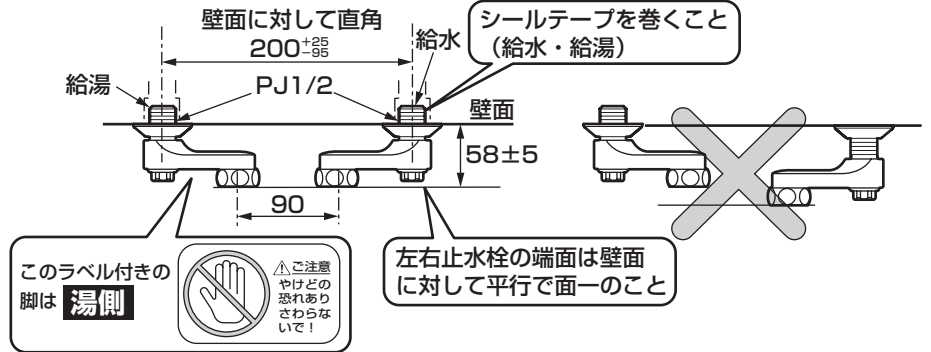 壁面に対して直角
200+25-95
給水
シールテープを巻くこと
（給水・給湯）
給湯
PJ1/2
壁面
58±5
90
このラベル付きの
脚は 湯側
⚠ご注意
やけどの
恐れあり
さわらな
いで！
左右止水栓の端面は壁面
に対して平行で面一のこと